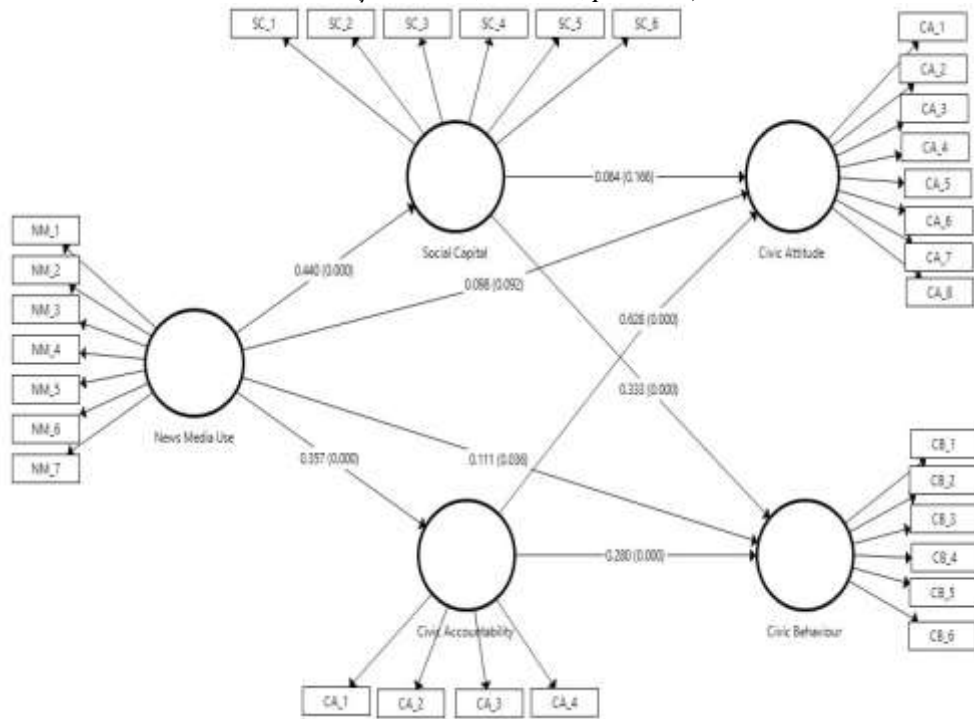 SC_1 SC_2 SC_3 SC_4 SC_5 SC_6
CA_1
CA_2
CA_3
CA_4
CA_5
CA_6
CA_7
CA_8
Social Capital
Civic Attitude
0.064 (0.166)
NM_1
NM_2
NM_3
NM_4
NM_5
NM_6
NM_7
News Media Use
0.440 (0.000)
0.098 (0.092)
0.628 (0.000)
0.333 (0.000)
0.357 (0.000)
0.111 (0.036)
0.280 (0.000)
Civic Accountability
Civic Behaviour
CB_1
CB_2
CB_3
CB_4
CB_5
CB_6
CA_1 CA_2 CA_3 CA_4